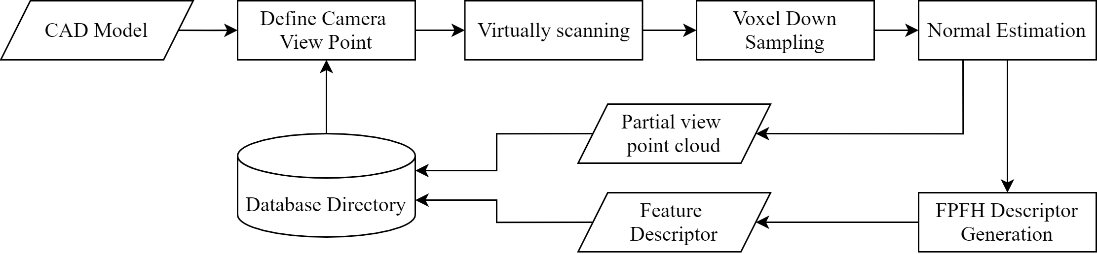 CAD Model
Define Camera
View Point
Virtually scanning
Voxel Down
Sampling
Normal Estimation
Partial view
point cloud
Database Directory
Feature
Descriptor
FPFH Descriptor
Generation